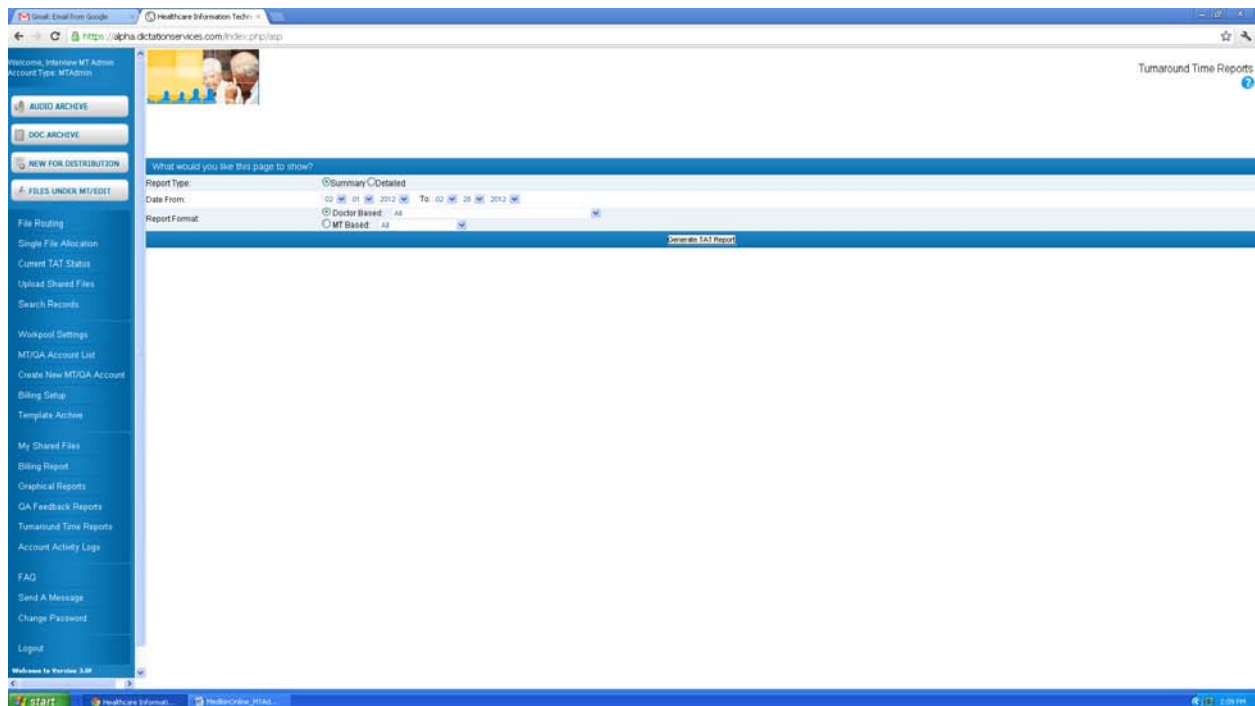 Gmail: Email from Google
Healthcare Information Techn
https://alpha.dictationservices.com/index.php/asp
Welcome, Interview MT Admin
Account Type: MTAdmin
Turnaround Time Reports
?
AUDIO ARCHIVE
DOC ARCHIVE
NEW FOR DISTRIBUTION
FILES UNDER MT/EDIT
What would you like this page to show?
Report Type: Summary Detailed
Date From: 02 01 2012 To: 02 28 2012
Report Format: Doctor Based: All
MT Based: All
Generate TAT Report
File Routing
Single File Allocation
Current TAT Status
Upload Shared Files
Search Records
Workpool Settings
MT/QA Account List
Create New MT/QA Account
Billing Setup
Template Archive
My Shared Files
Billing Report
Graphical Reports
QA Feedback Reports
Turnaround Time Reports
Account Activity Logs
FAQ
Send A Message
Change Password
Logout
Welcome to Version 3.0
start Healthcare Informati... 2:09 PM